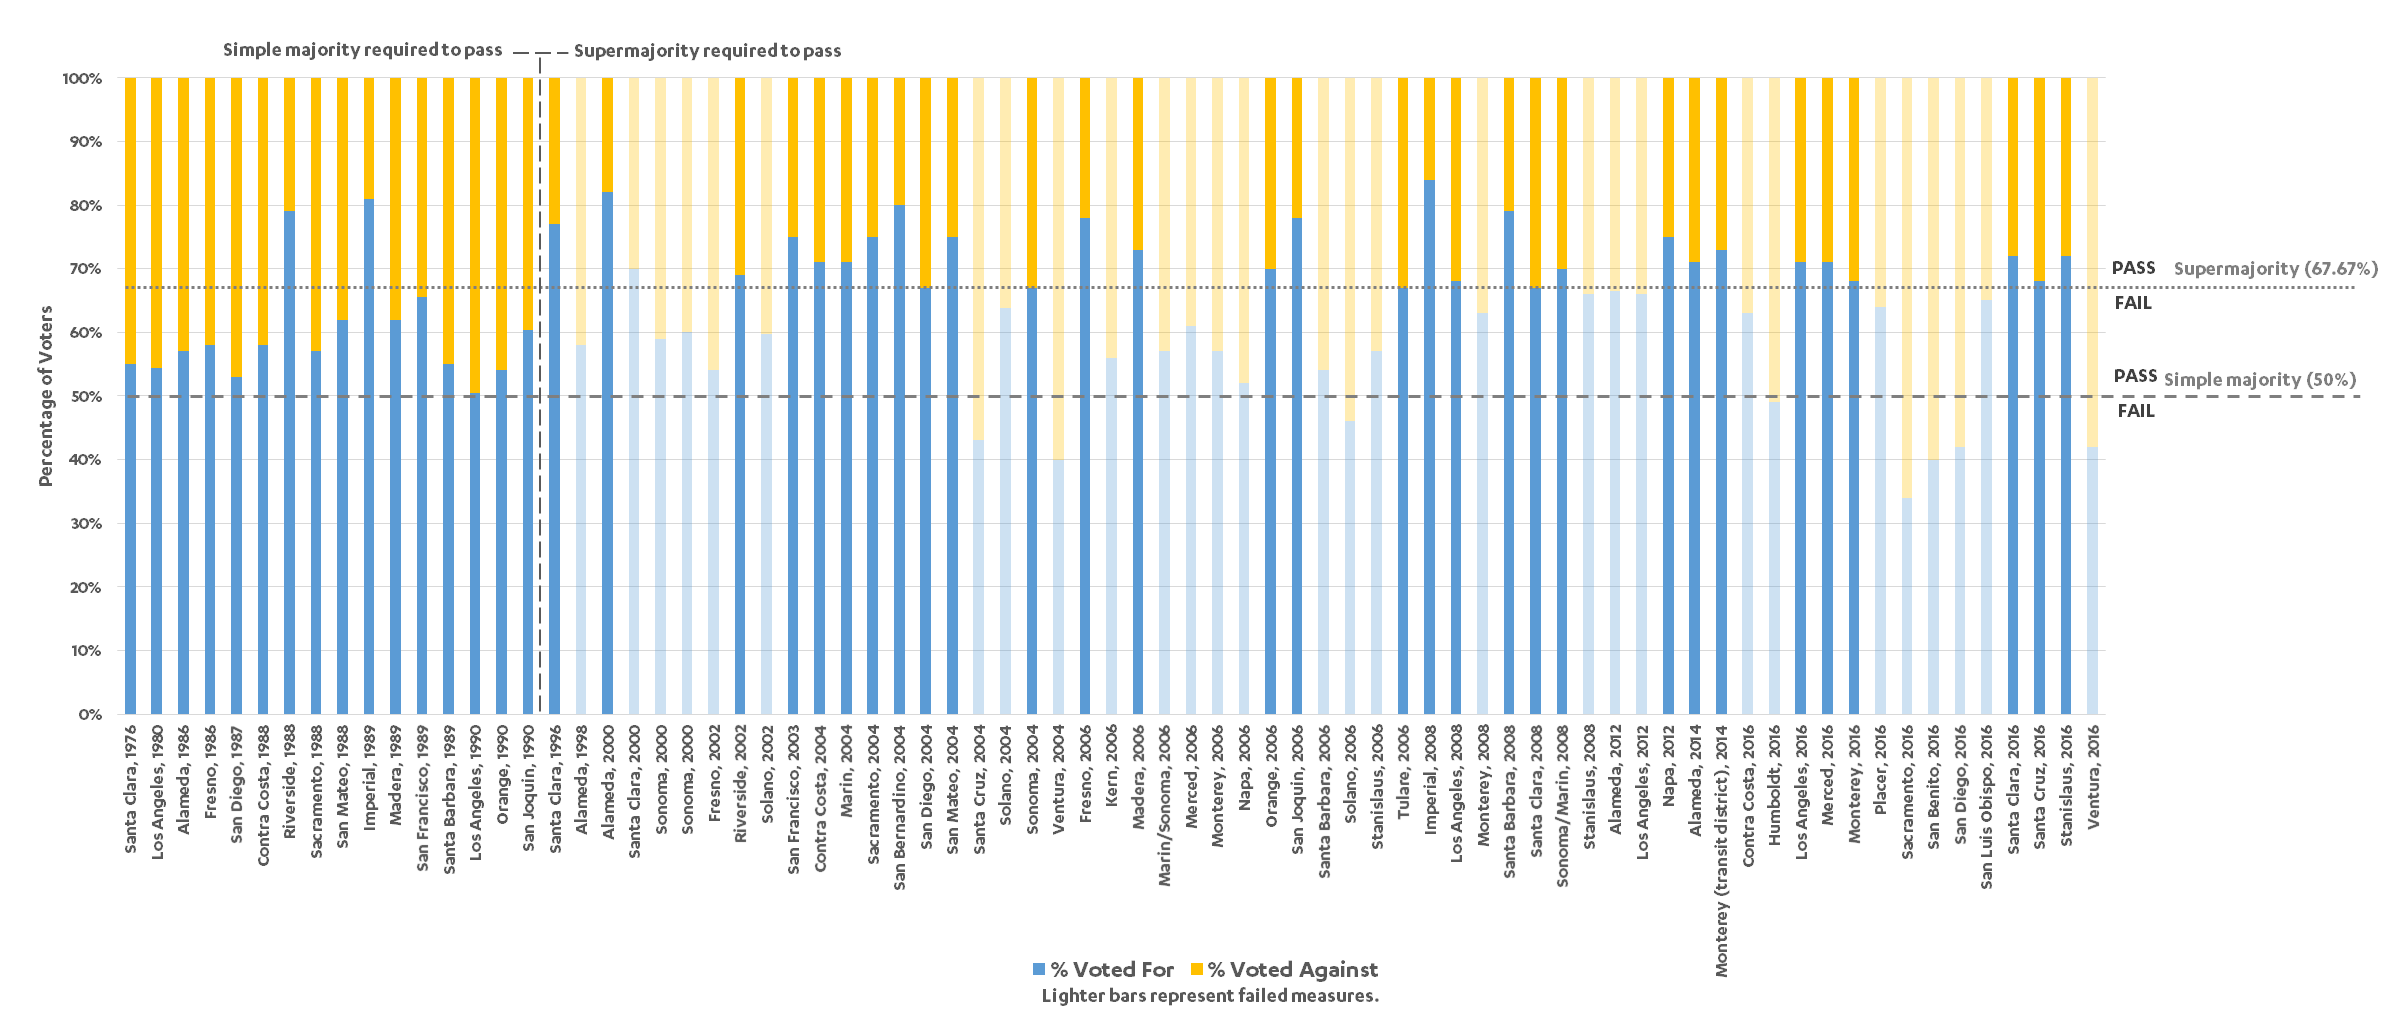 Simple majority required to pass
Supermajority required to pass
100%
90%
80%
70%
60%
50%
40%
30%
20%
10%
0%
Percentage of Voters
PASS Supermajority (67.67%)
FAIL
PASS Simple majority (50%)
FAIL
Santa Clara, 1976
Los Angeles, 1980
Alameda, 1986
Fresno, 1986
San Diego, 1987
Contra Costa, 1988
Riverside, 1988
Sacramento, 1988
San Mateo, 1988
Imperial, 1989
Madera, 1989
San Francisco, 1989
Santa Barbara, 1989
Los Angeles, 1990
Orange, 1990
San Joquin, 1990
Santa Clara, 1996
Alameda, 1998
Alameda, 2000
Santa Clara, 2000
Sonoma, 2000
Sonoma, 2000
Fresno, 2002
Riverside, 2002
Solano, 2002
San Francisco, 2003
Contra Costa, 2004
Marin, 2004
Sacramento, 2004
San Bernardino, 2004
San Diego, 2004
San Mateo, 2004
Santa Cruz, 2004
Solano, 2004
Sonoma, 2004
Ventura, 2004
Fresno, 2006
Kern, 2006
Madera, 2006
Marin/Sonoma, 2006
Merced, 2006
Monterey, 2006
Napa, 2006
Orange, 2006
San Joquin, 2006
Santa Barbara, 2006
Solano, 2006
Stanislaus, 2006
Tulare, 2006
Imperial, 2008
Los Angeles, 2008
Monterey, 2008
Santa Barbara, 2008
Santa Clara, 2008
Sonoma/Marin, 2008
Stanislaus, 2008
Alameda, 2012
Los Angeles, 2012
Napa, 2012
Alameda, 2014
Monterey (transit district), 2014
Contra Costa, 2016
Humboldt, 2016
Los Angeles, 2016
Merced, 2016
Monterey, 2016
Placer, 2016
Sacramento, 2016
San Benito, 2016
San Diego, 2016
San Luis Obispo, 2016
Santa Clara, 2016
Santa Cruz, 2016
Stanislaus, 2016
Ventura, 2016
% Voted For % Voted Against
Lighter bars represent failed measures.